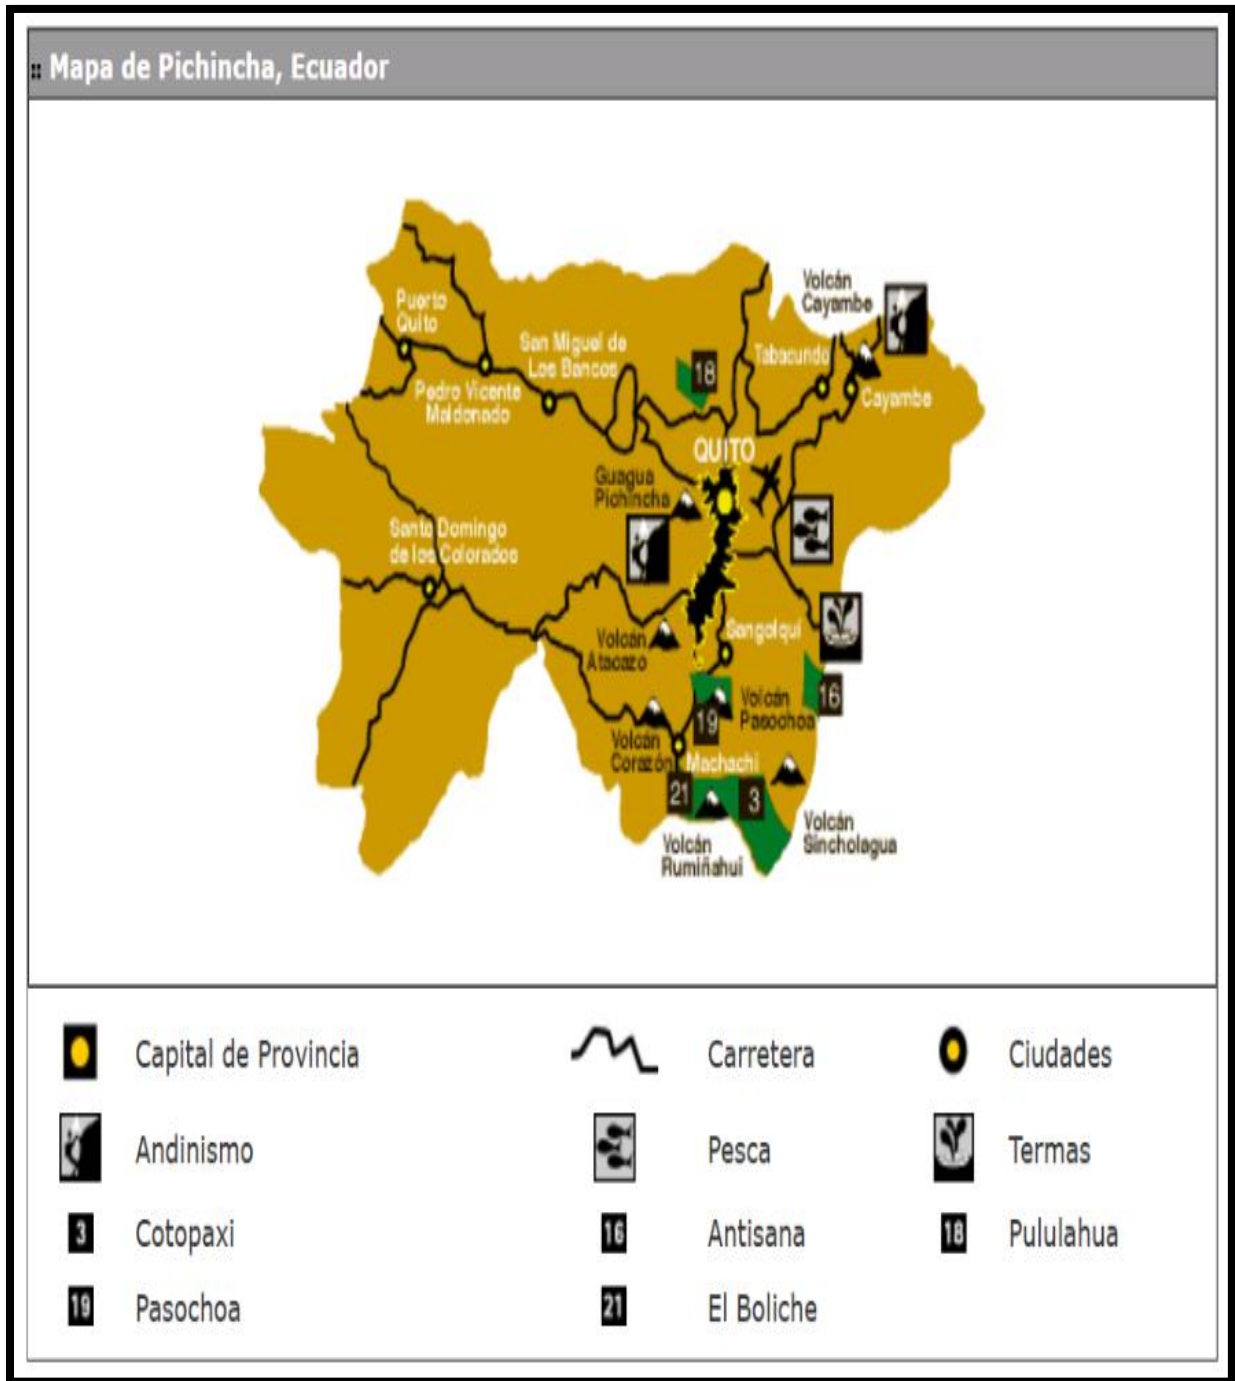 :: Mapa de Pichincha, Ecuador
Volcán
Cayambe
Puerto
Quito
San Miguel de
Los Bancos
Tabacundo
18
Pedro Vicente
Maldonado
Cayambe
QUITO
Guagua
Pichincha
Santo Domingo
de los Colorados
Volcán
Atacazo
Sangolquí
16
Volcán
Pasochoa
19
Volcán
Corazón
Machachi
21
3
Volcán
Rumiñahui
Volcán
Sincholagua
Capital de Provincia
Carretera
Ciudades
Andinismo
Pesca
Termas
3 Cotopaxi
16 Antisana
18 Pululahua
19 Pasochoa
21 El Boliche